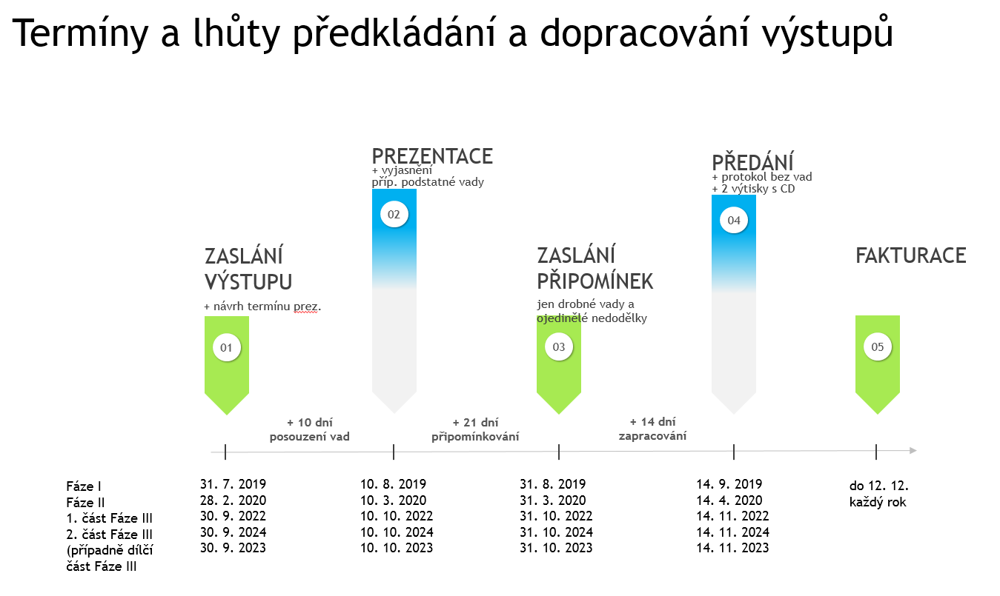 Termíny a lhůty předkládání a dopracování výstupů
PREZENTACE
+ vyjasnění
příp. podstatné vady
02
PŘEDÁNÍ
+ protokol bez vad
+ 2 výtisky s CD
04
ZASLÁNÍ
VÝSTUPU
+ návrh termínu prez.
01
ZASLÁNÍ
PŘIPOMÍNEK
jen drobné vady a
ojedinělé nedodělky
03
FAKTURACE
05
+ 10 dní
posouzení vad
+ 21 dní
připomínkování
+ 14 dní
zapracování
Fáze I
Fáze II
1. část Fáze III
2. část Fáze III
(případně dílčí
část Fáze III
31. 7. 2019
28. 2. 2020
30. 9. 2022
30. 9. 2024
30. 9. 2023
10. 8. 2019
10. 3. 2020
10. 10. 2022
10. 10. 2024
10. 10. 2023
31. 8. 2019
31. 3. 2020
31. 10. 2022
31. 10. 2024
31. 10. 2023
14. 9. 2019
14. 4. 2020
14. 11. 2022
14. 11. 2024
14. 11. 2023
do 12. 12.
každý rok